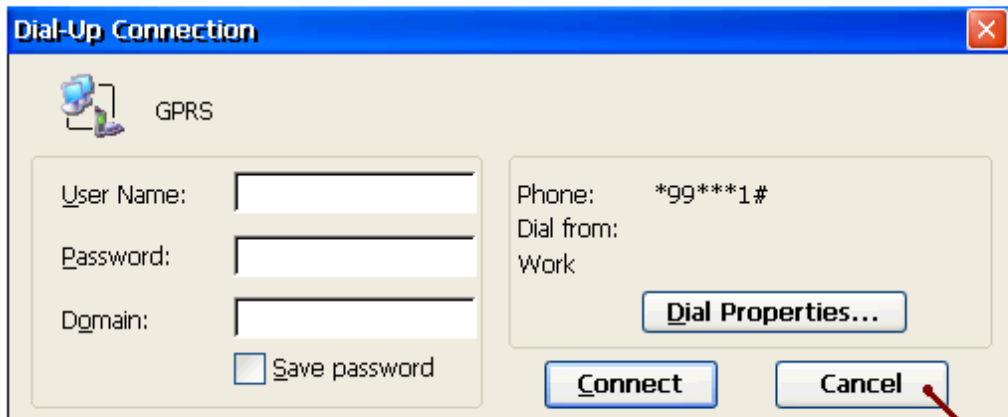 Dial-Up Connection
GPRS
User Name:
Password:
Domain:
Save password
Phone: *99***1#
Dial from:
Work
Dial Properties...
Connect
Cancel